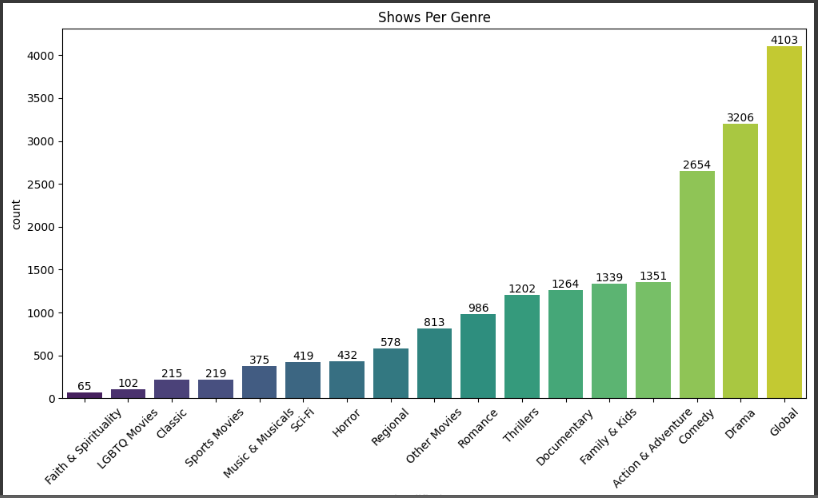 Shows Per Genre
4103
3206
2654
1202
1264
1339
1351
986
813
578
375
419
432
215
219
65
102
4000
3500
3000
2500
2000
1500
1000
500
0
count
Faith & Spirituality
LGBTQ Movies
Classic
Sports Movies
Music & Musicals
Sci-Fi
Horror
Regional
Other Movies
Romance
Thrillers
Documentary
Family & Kids
Action & Adventure
Comedy
Drama
Global